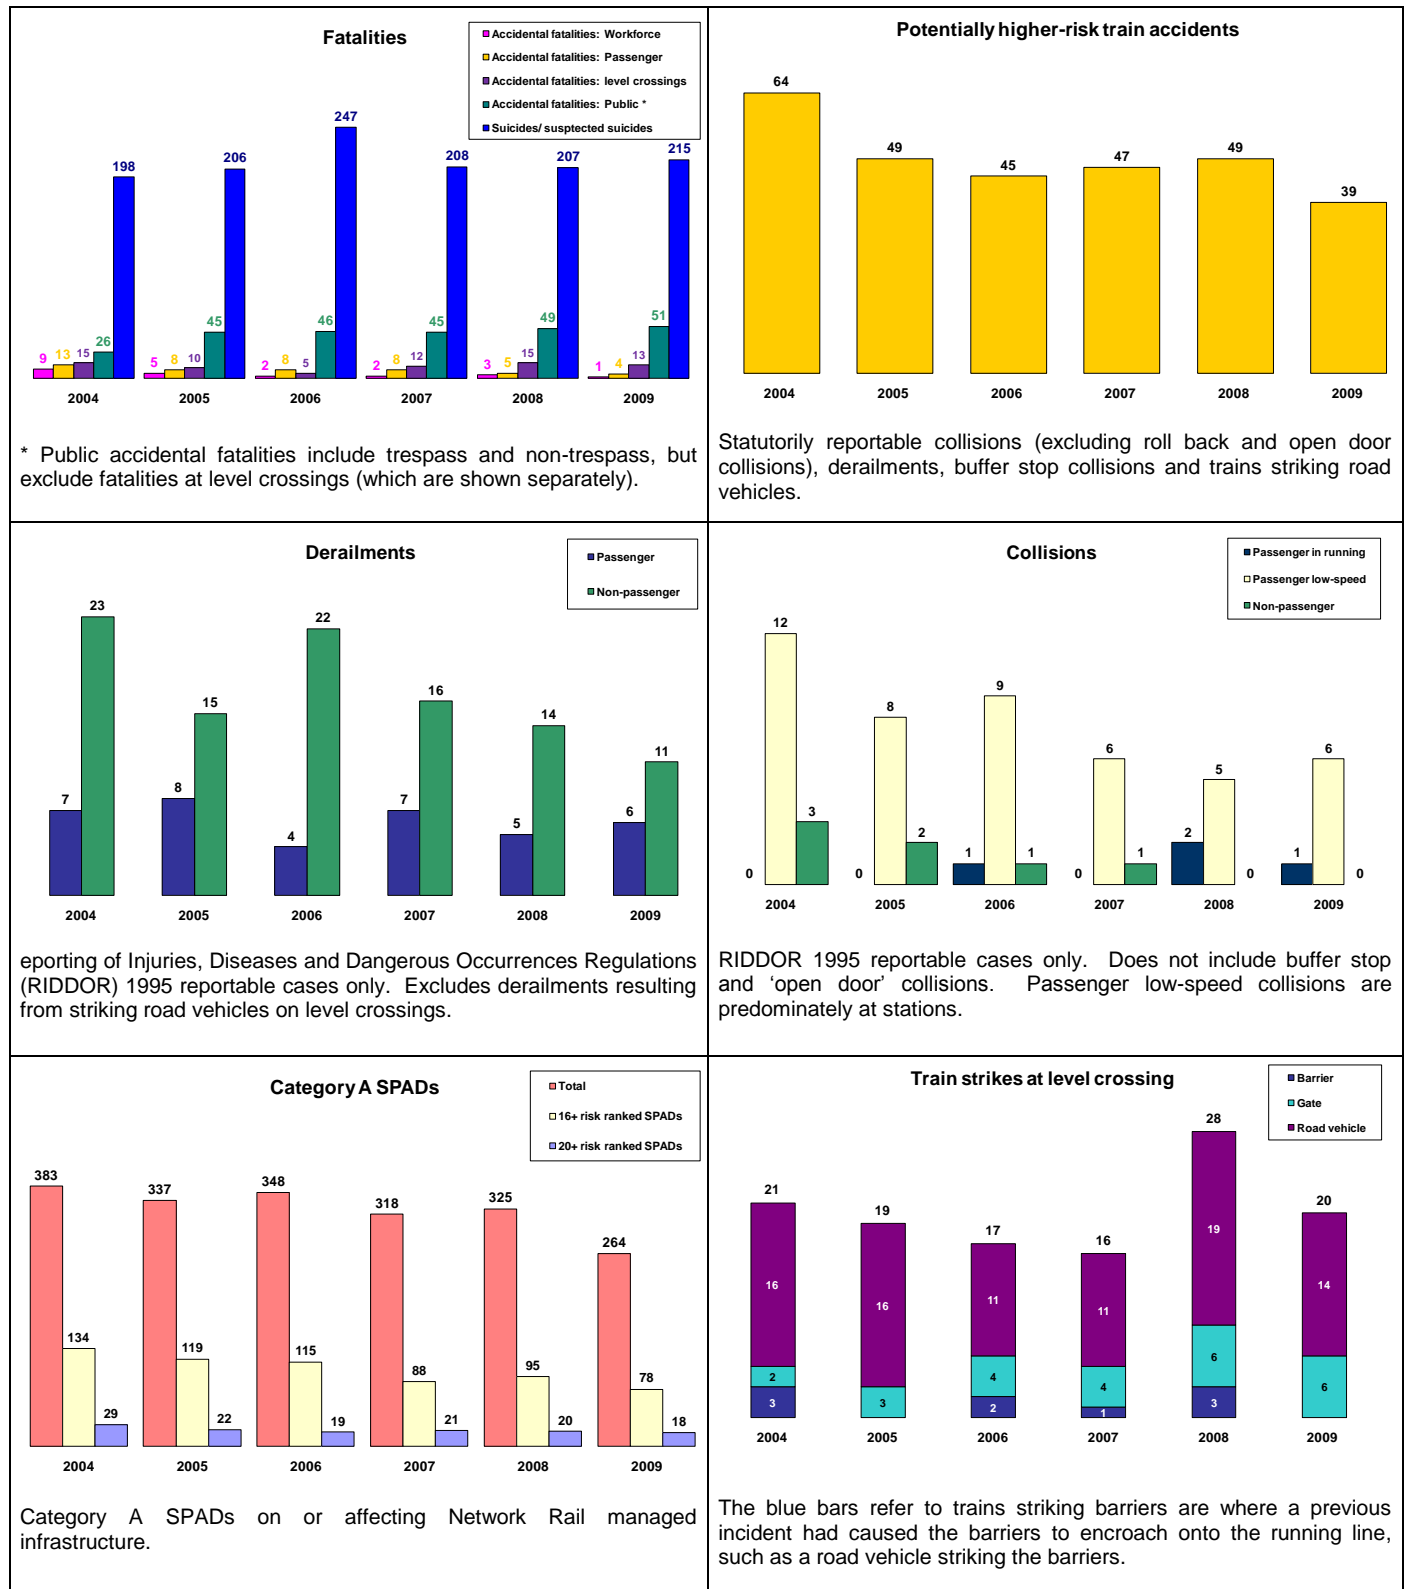 Fatalities
Accidental fatalities: Workforce
Accidental fatalities: Passenger
Accidental fatalities: level crossings
Accidental fatalities: Public *
Suicides/ susptected suicides
9 13 15 26 198
5 8 10 45 206
2 8 5 46 247
2 8 12 45 208
3 5 15 49 207
1 4 13 51 215
2004 2005 2006 2007 2008 2009
* Public accidental fatalities include trespass and non-trespass, but
exclude fatalities at level crossings (which are shown separately).
Potentially higher-risk train accidents
64 49 45 47 49 39
2004 2005 2006 2007 2008 2009
Statutorily reportable collisions (excluding roll back and open door
collisions), derailments, buffer stop collisions and trains striking road
vehicles.
Derailments
Passenger
Non-passenger
7 23
8 15
4 22
7 16
5 14
6 11
2004 2005 2006 2007 2008 2009
eporting of Injuries, Diseases and Dangerous Occurrences Regulations
(RIDDOR) 1995 reportable cases only. Excludes derailments resulting
from striking road vehicles on level crossings.
Collisions
Passenger in running
Passenger low-speed
Non-passenger
0 12 3
0 8 2
1 9 1
0 6 1
2 5 0
1 6 0
2004 2005 2006 2007 2008 2009
RIDDOR 1995 reportable cases only. Does not include buffer stop
and ‘open door’ collisions. Passenger low-speed collisions are
predominately at stations.
Category A SPADs
Total
16+ risk ranked SPADs
20+ risk ranked SPADs
383 134 29
337 119 22
348 115 19
318 88 21
325 95 20
264 78 18
2004 2005 2006 2007 2008 2009
Category A SPADs on or affecting Network Rail managed
infrastructure.
Train strikes at level crossing
Barrier
Gate
Road vehicle
21 16 2 3
19 16 3
17 11 4 2
16 11 4 1
28 19 6 3
20 14 6
2004 2005 2006 2007 2008 2009
The blue bars refer to trains striking barriers are where a previous
incident had caused the barriers to encroach onto the running line,
such as a road vehicle striking the barriers.